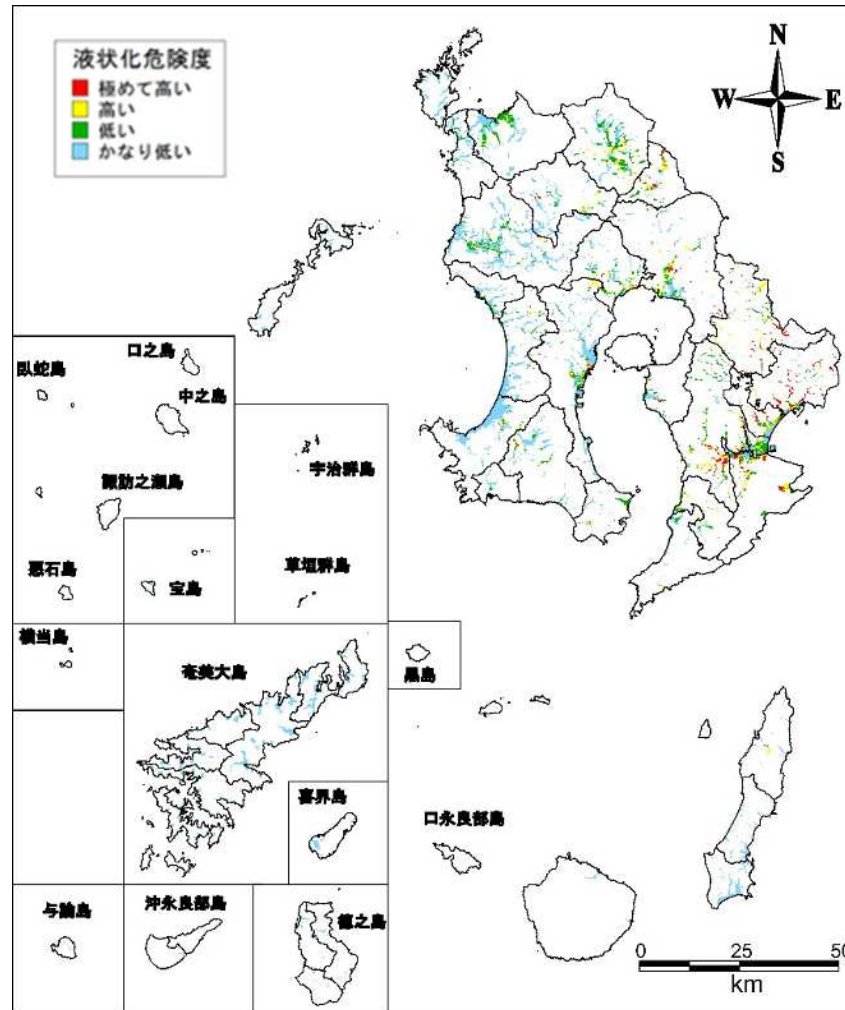 液状化危険度
極めて高い
高い
低い
かなり低い
N
W
E
S
口之島
臥蛇島
中之島
宇治群島
諏訪之瀬島
悪石島
宝島
草垣群島
横当島
奄美大島
黒島
喜界島
口永良部島
与論島
沖永良部島
徳之島
0 25 50
km